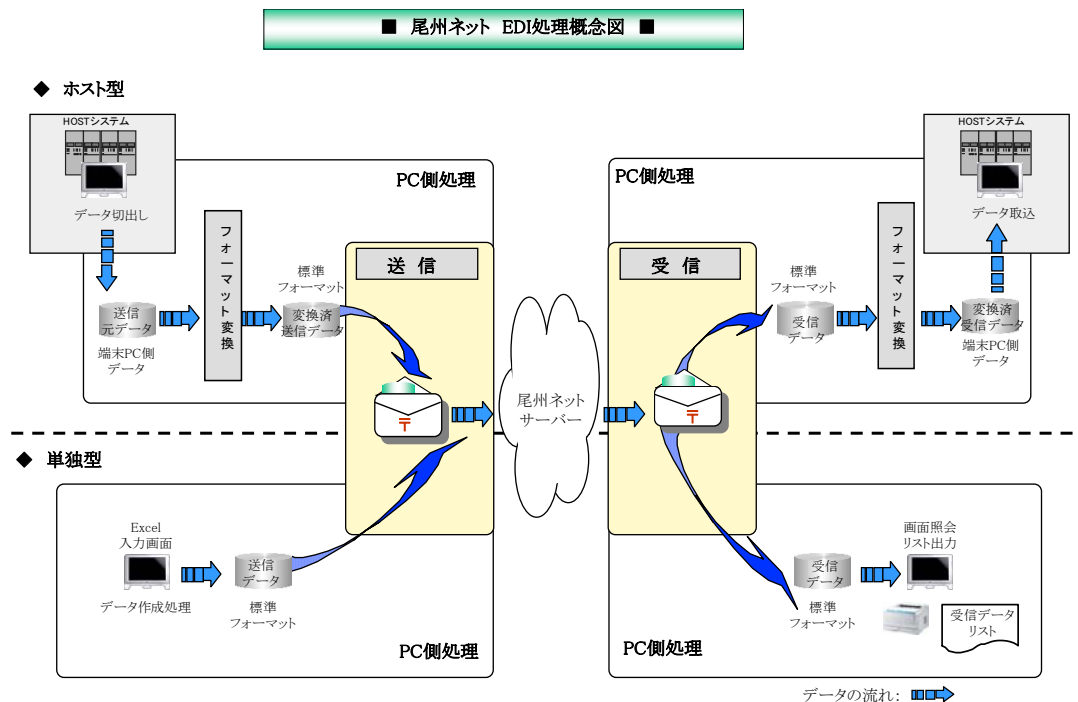 ■ 尾州ネット EDI処理概念図 ■
◆ ホスト型
HOSTシステム
データ切出し
PC側処理
フォーマット変換
送信
元データ
端末PC側
データ
標準
フォーマット
変換済
送信データ
送 信
尾州ネット
サーバー
受 信
PC側処理
標準
フォーマット
受信
データ
フォーマット変換
HOSTシステム
データ取込
変換済
受信データ
端末PC側
データ
◆ 単独型
Excel
入力画面
データ作成処理
送信
データ
標準
フォーマット
PC側処理
受信
データ
標準
フォーマット
画面照会
リスト出力
受信データ
リスト
PC側処理
データの流れ: